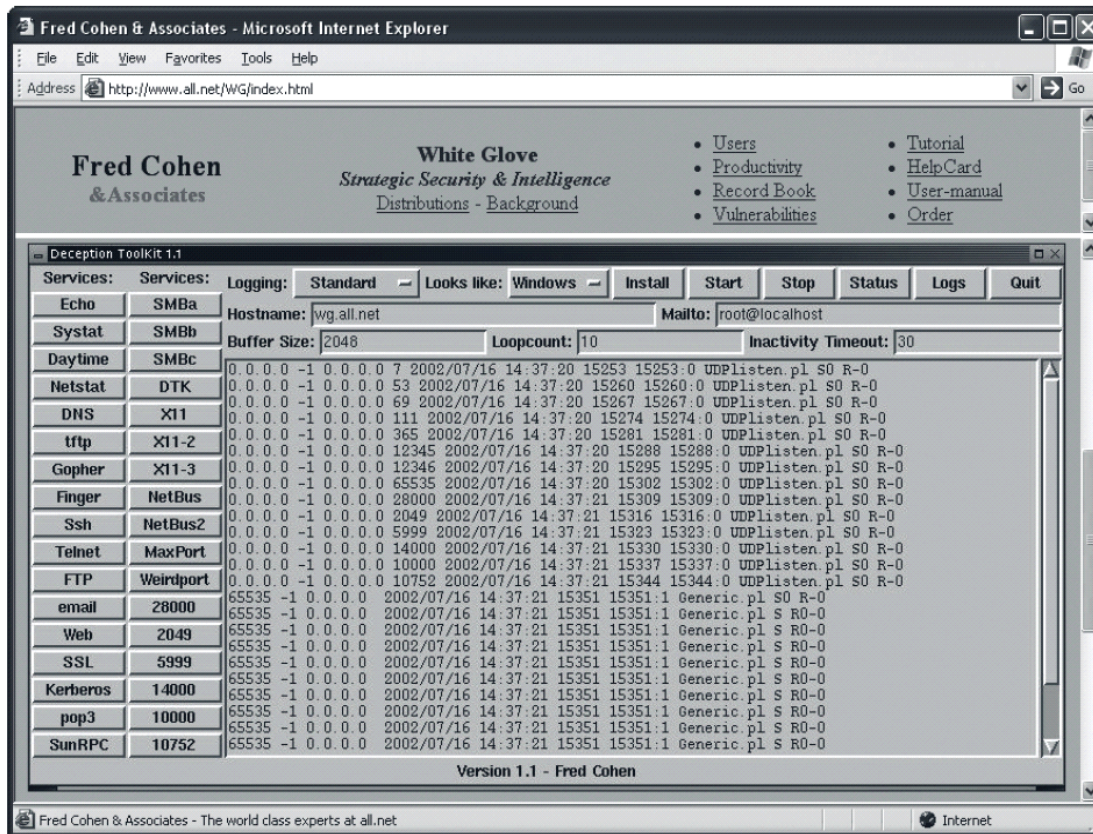 Fred Cohen & Associates - Microsoft Internet Explorer
File Edit View Favorites Tools Help
Address http://www.all.net/WG/index.html Go
Fred Cohen
& Associates
White Glove
Strategic Security & Intelligence
Distributions - Background
• Users
• Productivity
• Record Book
• Vulnerabilities
• Tutorial
• HelpCard
• User-manual
• Order
Deception ToolKit 1.1
Services: Services:
Echo SMBa
Systat SMBb
Daytime SMBc
Netstat DTK
DNS X11
tftp X11-2
Gopher X11-3
Finger NetBus
Ssh NetBus2
Telnet MaxPort
FTP Weirdport
email 28000
Web 2049
SSL 5999
Kerberos 14000
pop3 10000
SunRPC 10752
Logging: Standard Looks like: Windows Install Start Stop Status Logs Quit
Hostname: wg.all.net Mailto: root@localhost
Buffer Size: 2048 Loopcount: 10 Inactivity Timeout: 30
0.0.0.0 -1 0.0.0.0 7 2002/07/16 14:37:20 15253 15253:0 UDPlisten.pl S0 R-0
0.0.0.0 -1 0.0.0.0 53 2002/07/16 14:37:20 15260 15260:0 UDPlisten.pl S0 R-0
0.0.0.0 -1 0.0.0.0 69 2002/07/16 14:37:20 15267 15267:0 UDPlisten.pl S0 R-0
0.0.0.0 -1 0.0.0.0 111 2002/07/16 14:37:20 15274 15274:0 UDPlisten.pl S0 R-0
0.0.0.0 -1 0.0.0.0 365 2002/07/16 14:37:20 15281 15281:0 UDPlisten.pl S0 R-0
0.0.0.0 -1 0.0.0.0 12345 2002/07/16 14:37:20 15288 15288:0 UDPlisten.pl S0 R-0
0.0.0.0 -1 0.0.0.0 12346 2002/07/16 14:37:20 15295 15295:0 UDPlisten.pl S0 R-0
0.0.0.0 -1 0.0.0.0 65535 2002/07/16 14:37:20 15302 15302:0 UDPlisten.pl S0 R-0
0.0.0.0 -1 0.0.0.0 28000 2002/07/16 14:37:21 15309 15309:0 UDPlisten.pl S0 R-0
0.0.0.0 -1 0.0.0.0 2049 2002/07/16 14:37:21 15316 15316:0 UDPlisten.pl S0 R-0
0.0.0.0 -1 0.0.0.0 5999 2002/07/16 14:37:21 15323 15323:0 UDPlisten.pl S0 R-0
0.0.0.0 -1 0.0.0.0 14000 2002/07/16 14:37:21 15330 15330:0 UDPlisten.pl S0 R-0
0.0.0.0 -1 0.0.0.0 10000 2002/07/16 14:37:21 15337 15337:0 UDPlisten.pl S0 R-0
0.0.0.0 -1 0.0.0.0 10752 2002/07/16 14:37:21 15344 15344:0 UDPlisten.pl S0 R-0
65535 -1 0.0.0.0 2002/07/16 14:37:21 15351 15351:1 Generic.pl S0 R-0
65535 -1 0.0.0.0 2002/07/16 14:37:21 15351 15351:1 Generic.pl S R0-0
65535 -1 0.0.0.0 2002/07/16 14:37:21 15351 15351:1 Generic.pl S R0-0
65535 -1 0.0.0.0 2002/07/16 14:37:21 15351 15351:1 Generic.pl S R0-0
65535 -1 0.0.0.0 2002/07/16 14:37:21 15351 15351:1 Generic.pl S R0-0
65535 -1 0.0.0.0 2002/07/16 14:37:21 15351 15351:1 Generic.pl S R0-0
65535 -1 0.0.0.0 2002/07/16 14:37:21 15351 15351:1 Generic.pl S R0-0
65535 -1 0.0.0.0 2002/07/16 14:37:21 15351 15351:1 Generic.pl S R0-0
65535 -1 0.0.0.0 2002/07/16 14:37:21 15351 15351:1 Generic.pl S R0-0
65535 -1 0.0.0.0 2002/07/16 14:37:21 15351 15351:1 Generic.pl S R0-0
Version 1.1 - Fred Cohen
Fred Cohen & Associates - The world class experts at all.net Internet